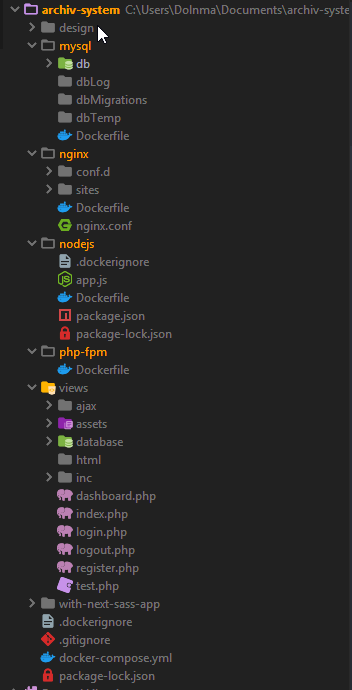 archiv-system C:\Users\Dolnma\Documents\archiv-syste
design
mysql
db
dbLog
dbMigrations
dbTemp
Dockerfile
nginx
conf.d
sites
Dockerfile
nginx.conf
nodejs
.dockerignore
app.js
Dockerfile
package.json
package-lock.json
php-fpm
Dockerfile
views
ajax
assets
database
html
inc
dashboard.php
index.php
login.php
logout.php
register.php
test.php
with-next-sass-app
.dockerignore
.gitignore
docker-compose.yml
package-lock.json